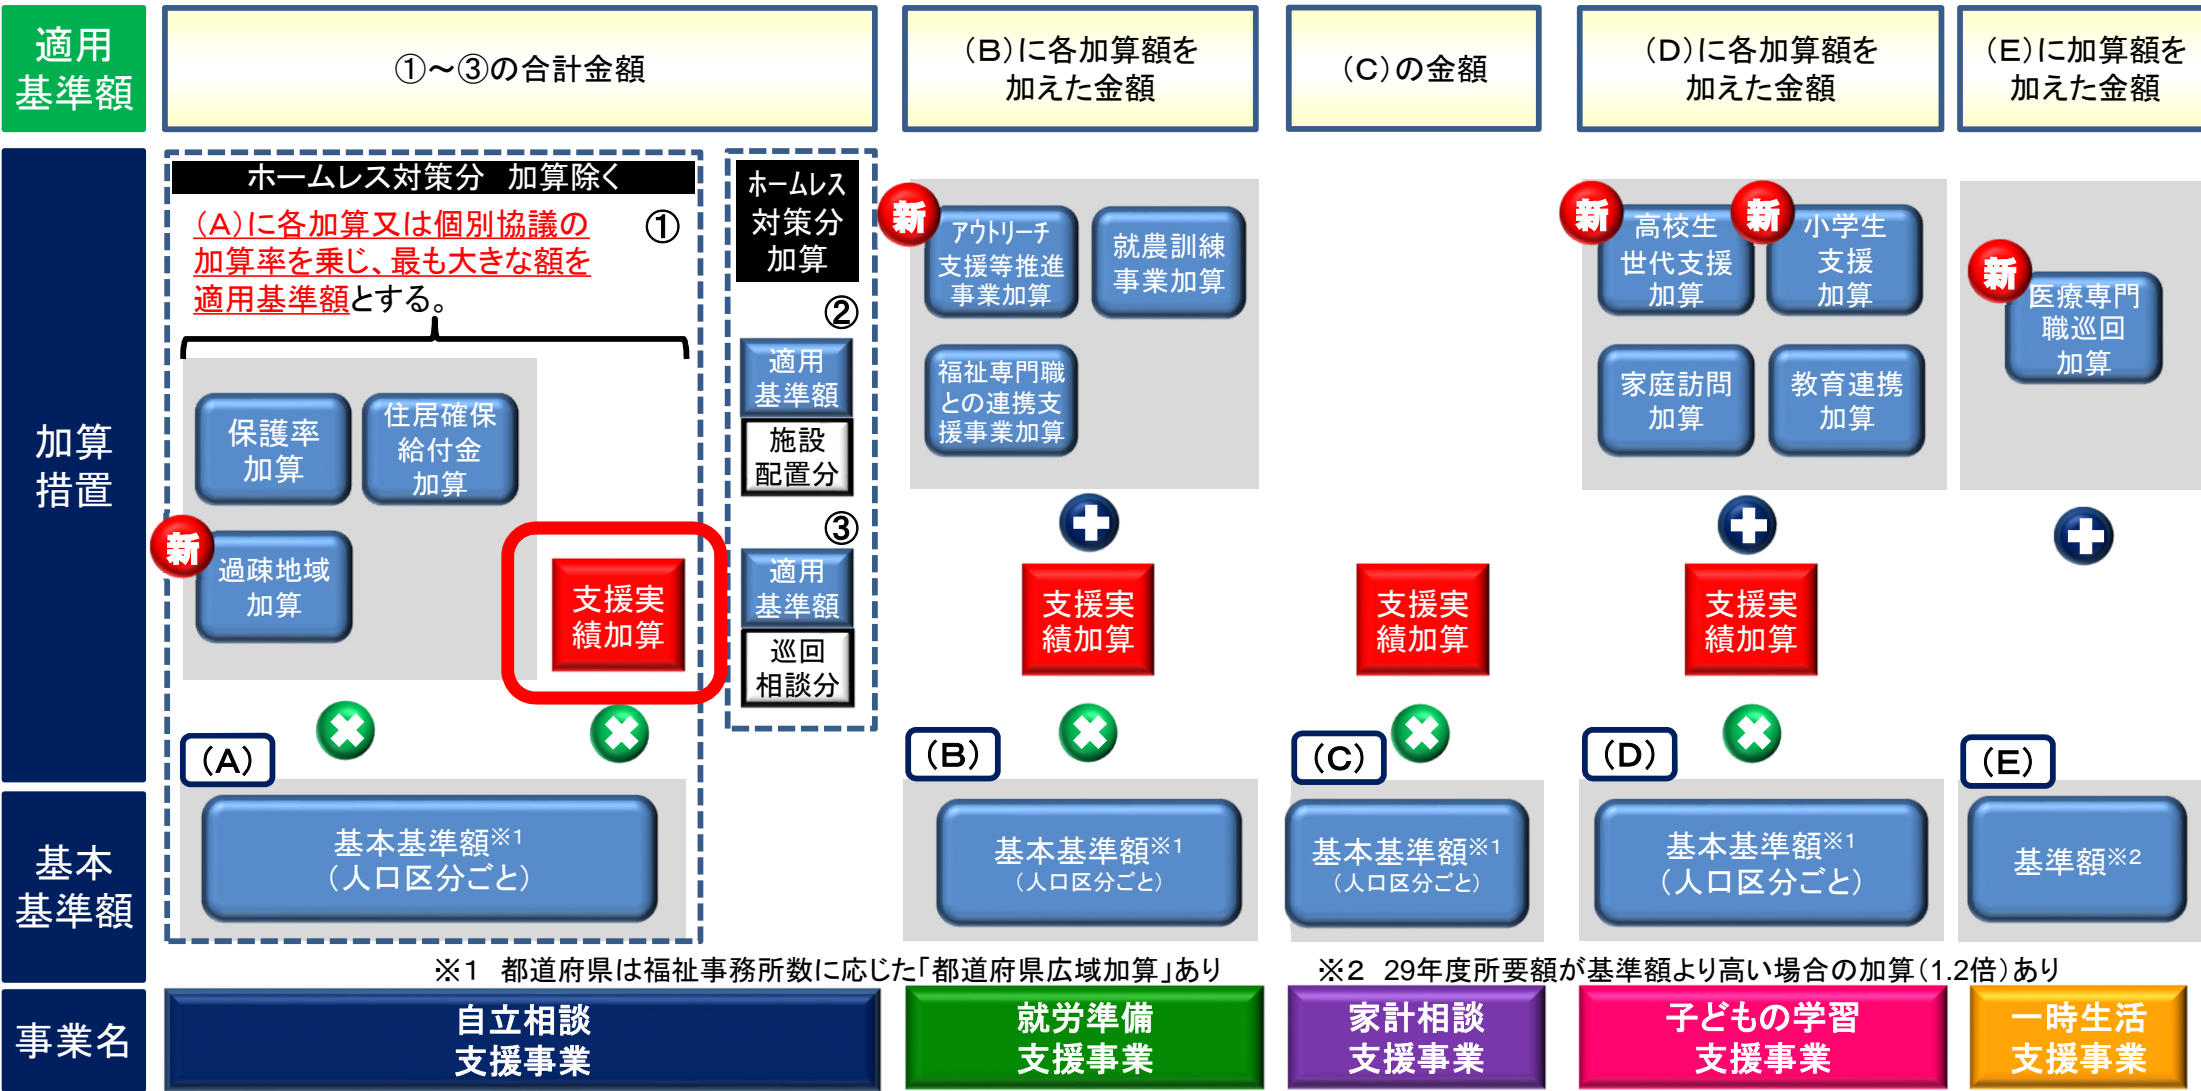 適用
基準額
①～③の合計金額
(B)に各加算額を
加えた金額
(C)の金額
(D)に各加算額を
加えた金額
(E)に加算額を
加えた金額
加算
措置
ホームレス対策分　加算除く
(A)に各加算又は個別協議の
加算率を乗じ、最も大きな額を
適用基準額とする。
①
保護率
加算
住居確保
給付金
加算
新
過疎地域
加算
支援実
績加算
(A)
ホームレス
対策分
加算
②
適用
基準額
施設
配置分
③
適用
基準額
巡回
相談分
新
アウトリーチ
支援等推進
事業加算
就農訓練
事業加算
福祉専門職
との連携支
援事業加算
支援実
績加算
(B)
支援実
績加算
(C)
新
高校生
世代支援
加算
新
小学生
支援
加算
家庭訪問
加算
教育連携
加算
支援実
績加算
(D)
新
医療専門
職巡回
加算
(E)
基本
基準額
基本基準額※1
(人口区分ごと)
基本基準額※1
(人口区分ごと)
基本基準額※1
(人口区分ごと)
基本基準額※1
(人口区分ごと)
基準額※2
※1　都道府県は福祉事務所数に応じた「都道府県広域加算」あり
※2　29年度所要額が基準額より高い場合の加算(1.2倍)あり
事業名
自立相談
支援事業
就労準備
支援事業
家計相談
支援事業
子どもの学習
支援事業
一時生活
支援事業